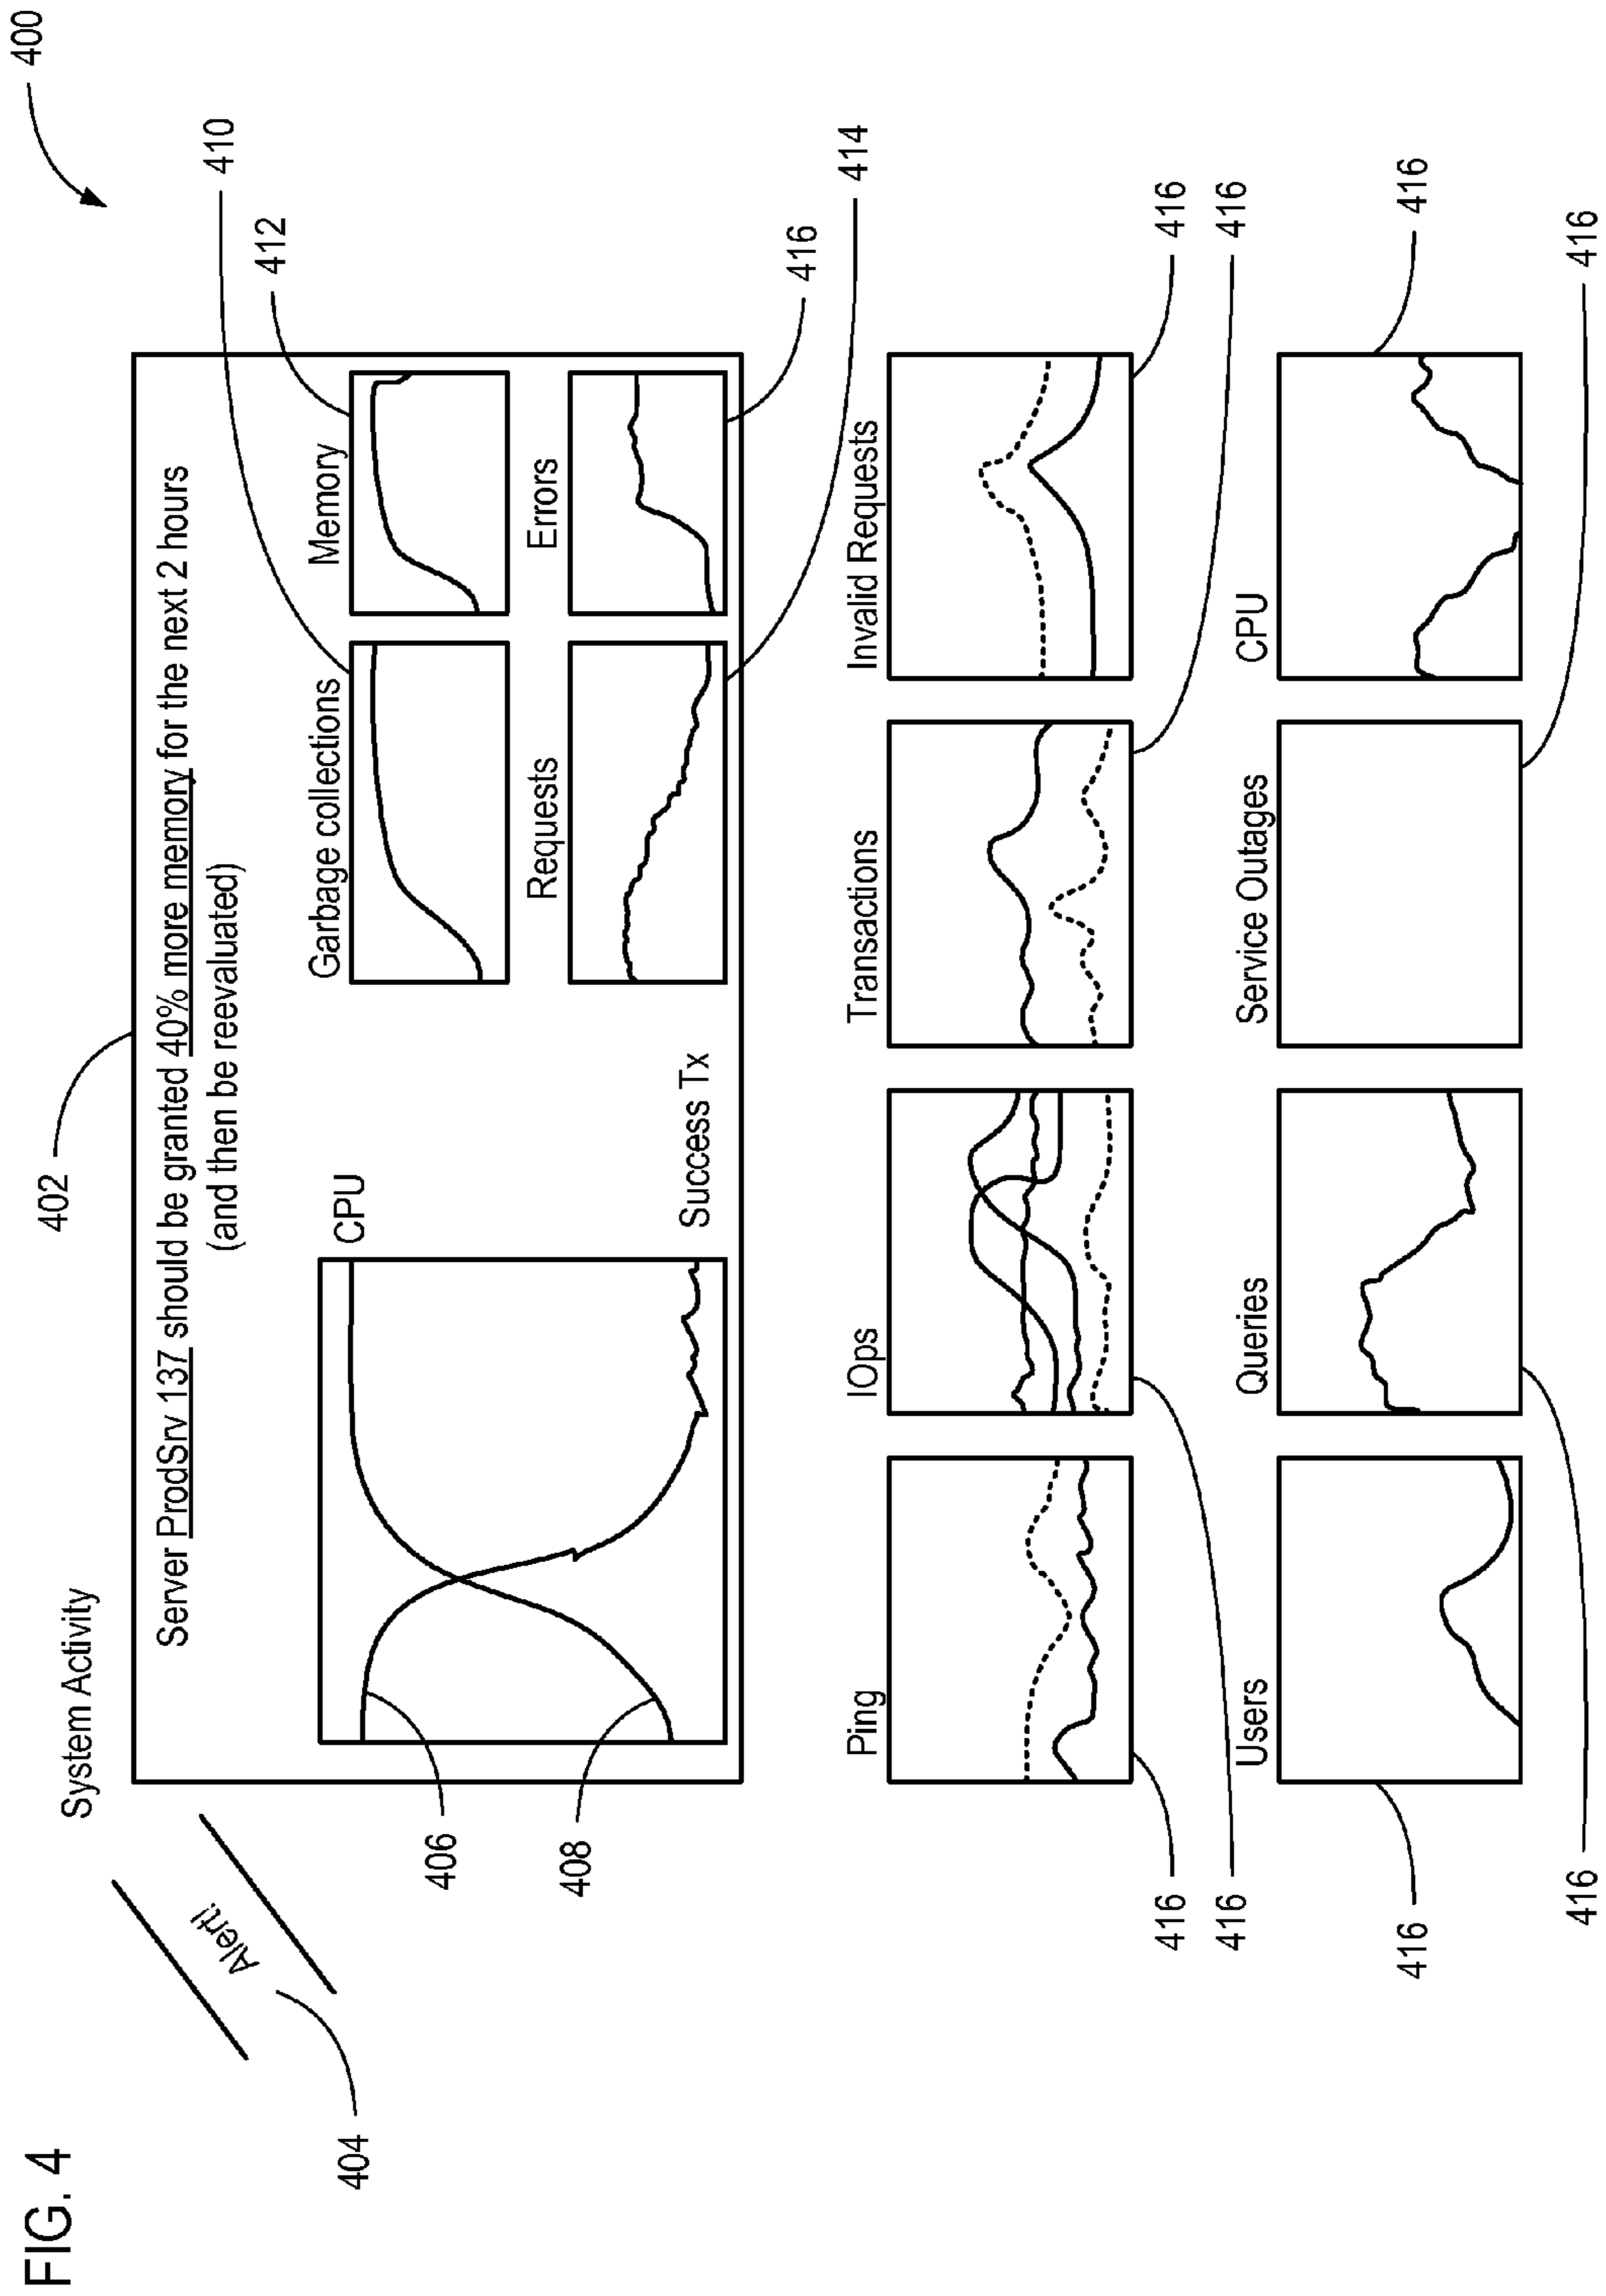 FIG. 4
400
System Activity
Alert!!
404
402
Server ProdSrv 137 should be granted 40% more memory for the next 2 hours
(and then be reevaluated)
410
412
CPU
Success Tx
406
408
Garbage collections
Memory
Requests
Errors
416
414
Ping
IOps
Transactions
Invalid Requests
416
416
416
416
Users
Queries
Service Outages
CPU
416
416
416
416